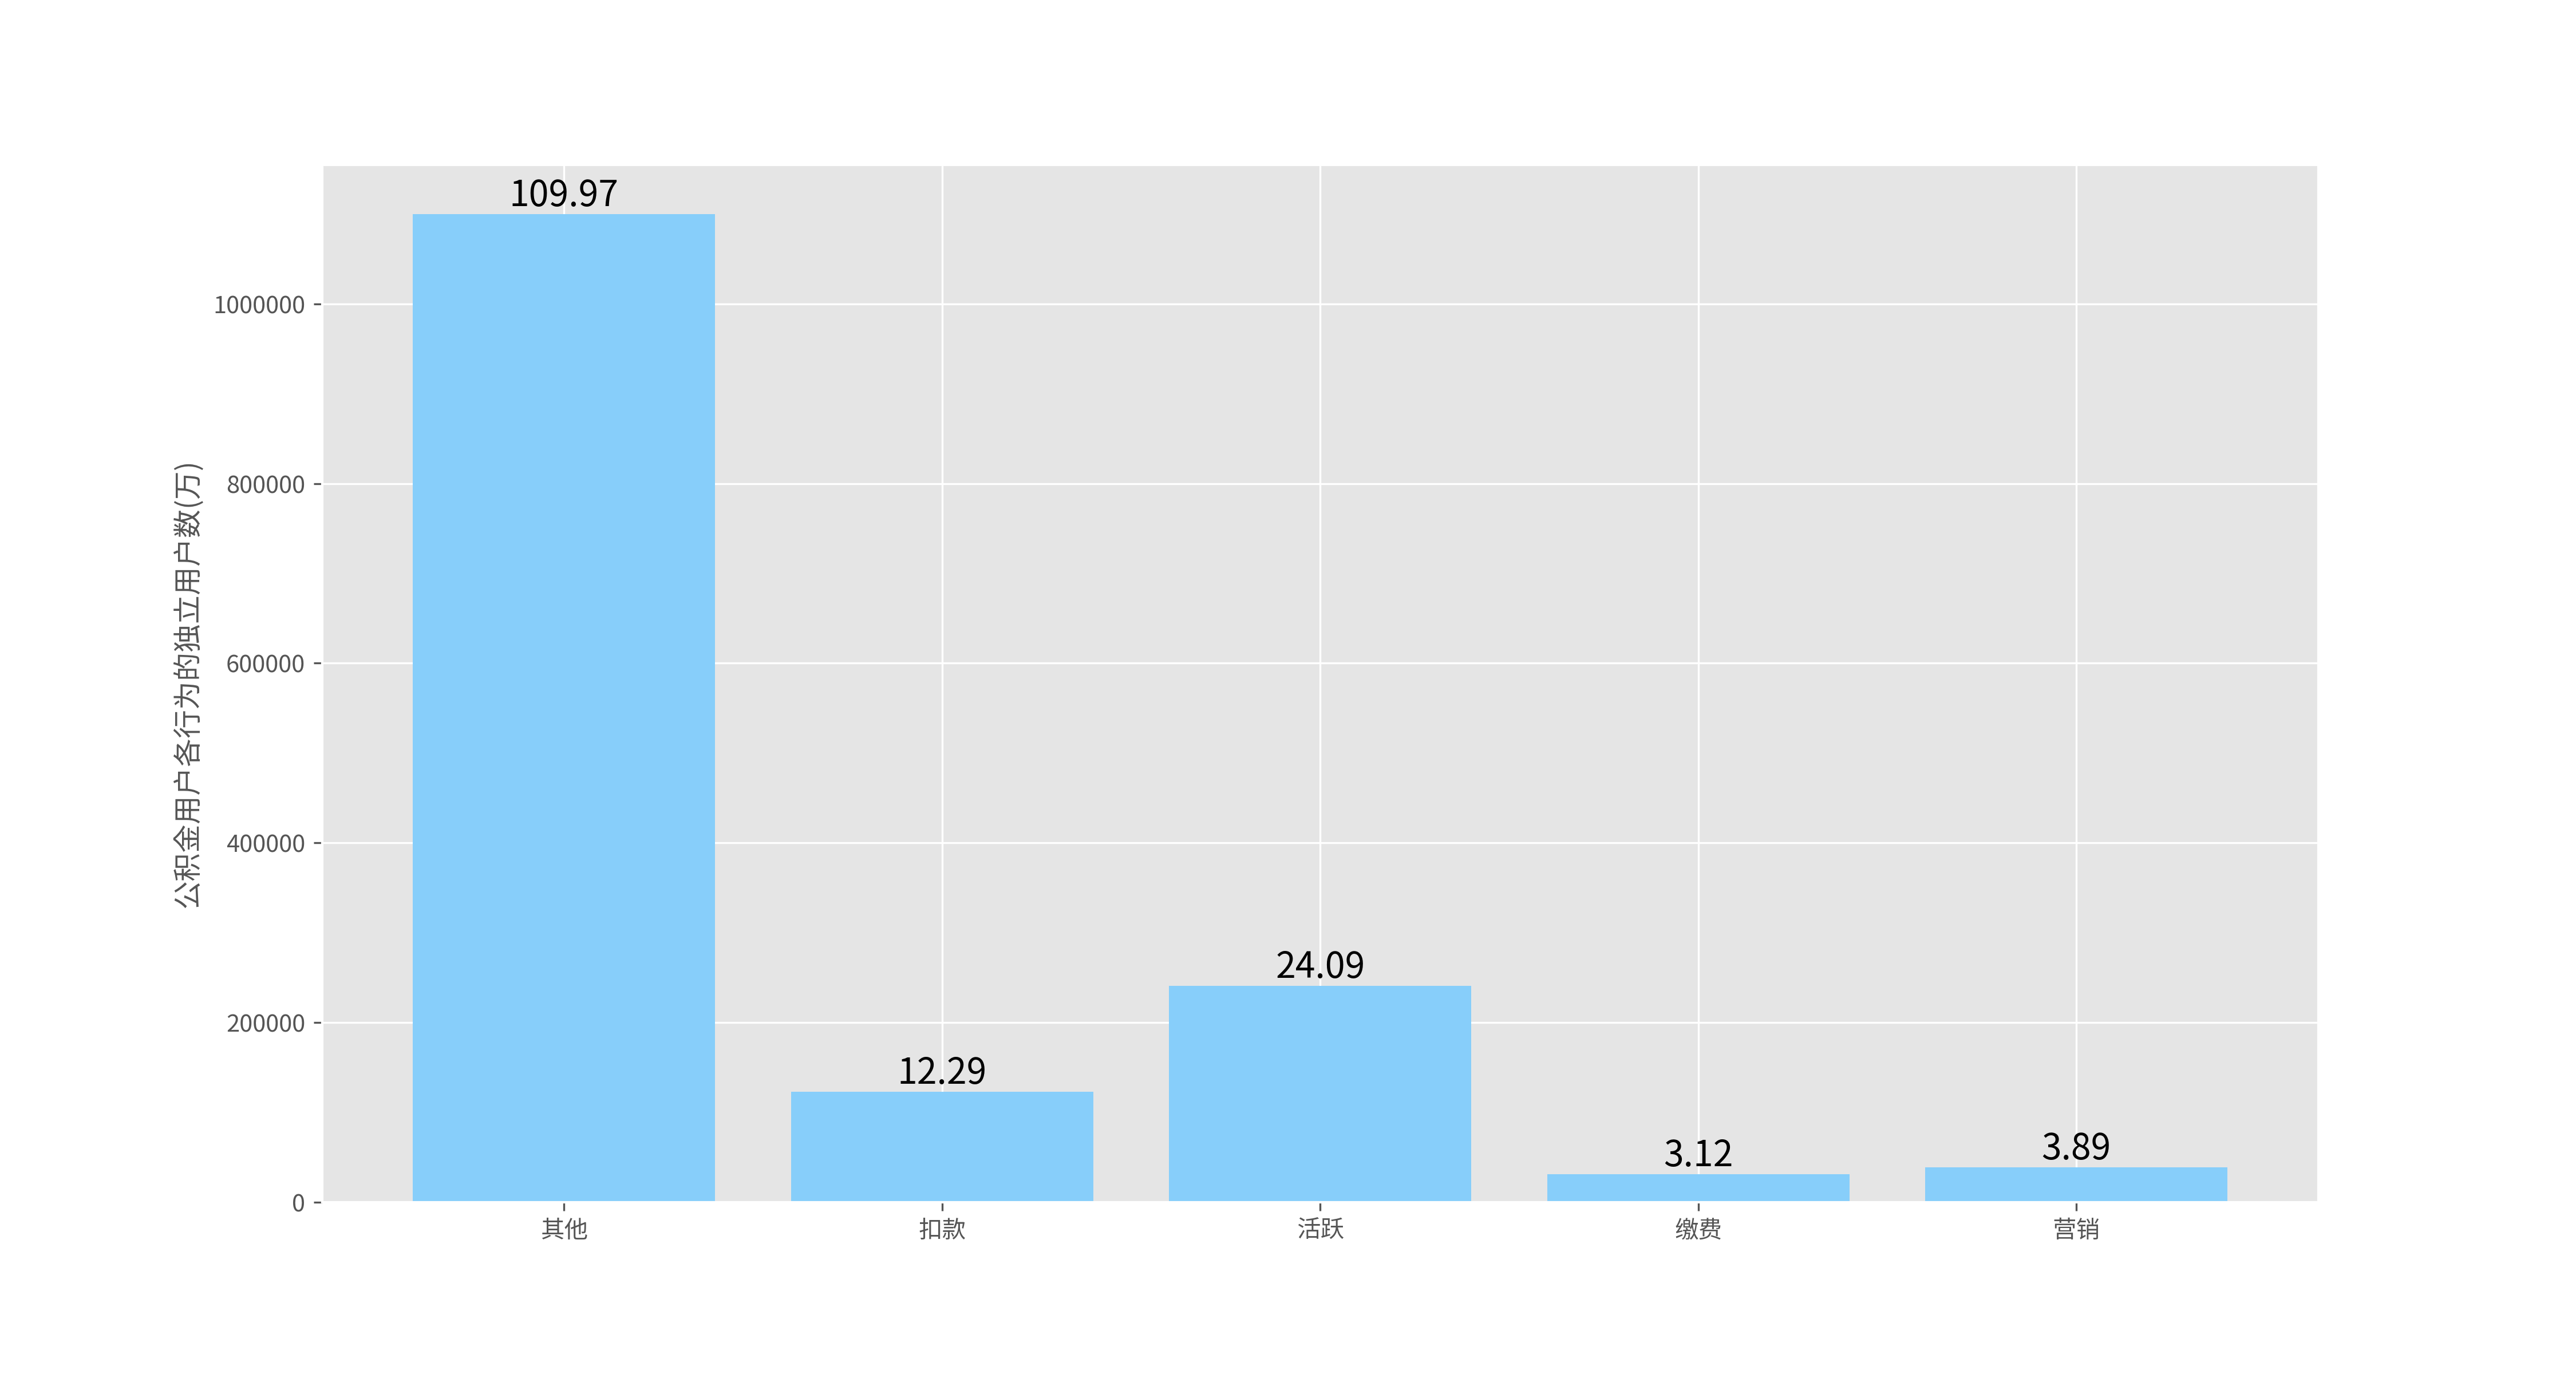 公积金用户各行为的独立用户数(万)
1000000
800000
600000
400000
200000
0
109.97
12.29
24.09
3.12
3.89
其他
扣款
活跃
缴费
营销